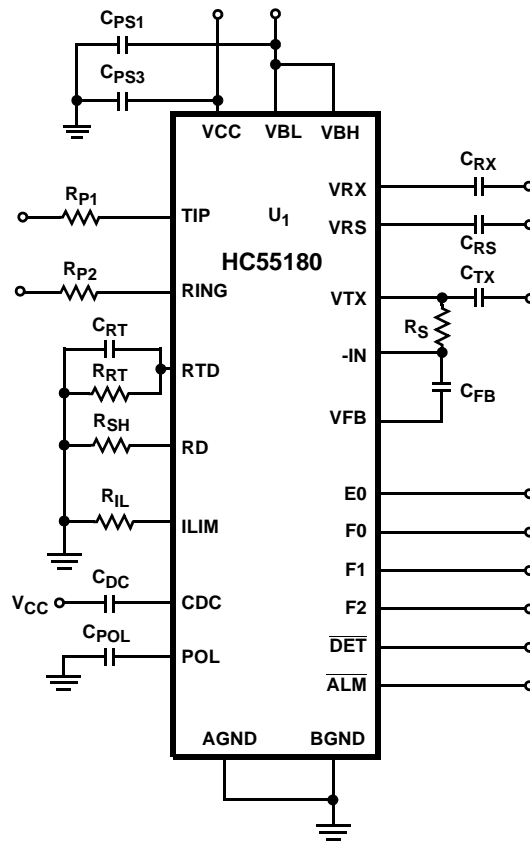 CPS1
CPS3
VCC VBL VBH
CRX
RP1 TIP U1 VRX
VRS
HC55180 CRS
RP2 RING VTX CTX
CRT RS
RTD -IN
RRT CFB
RSH VFB
RD
RIL E0
ILIM F0
CDC F1
VCC CDC F2
CPOL
POL DET
ALM
AGND BGND